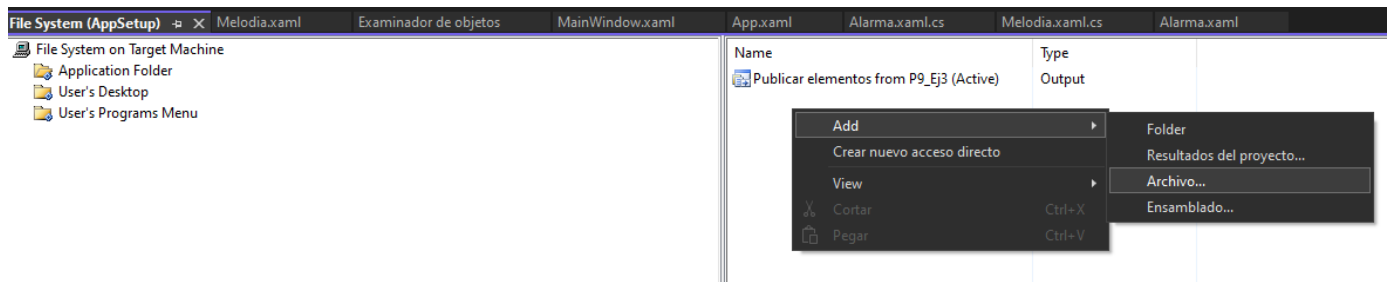 File System (AppSetup) Melodia.xaml Examinador de objetos MainWindow.xaml App.xaml Alarma.xaml.cs Melodia.xaml.cs Alarma.xaml
File System on Target Machine
Application Folder
User's Desktop
User's Programs Menu
Name Type
Publicar elementos from P9_Ej3 (Active) Output
Add
Crear nuevo acceso directo
View
Cortar Ctrl+X
Pegar Ctrl+V
Folder
Resultados del proyecto...
Archivo...
Ensamblado...